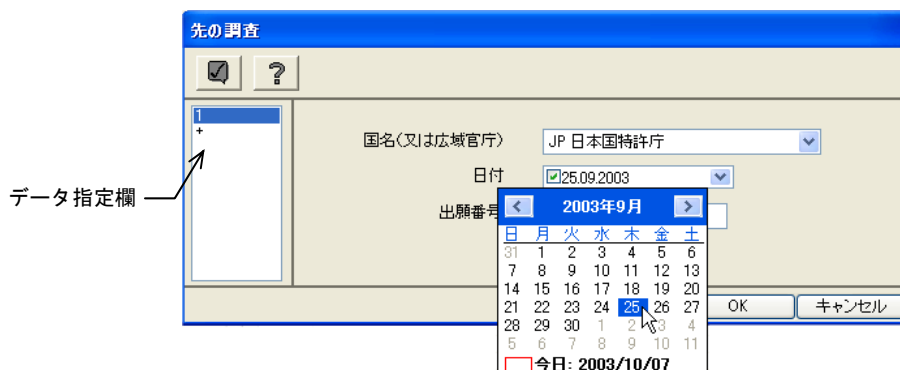 先の調査
?
1
+
データ指定欄
国名(又は広域官庁)
JP 日本国特許庁
日付
25.09.2003
出願番号
2003年9月
日 月 火 水 木 金 土
31 1 2 3 4 5 6
7 8 9 10 11 12 13
14 15 16 17 18 19 20
21 22 23 24 25 26 27
28 29 30 1 2 3 4
5 6 7 8 9 10 11
今日: 2003/10/07
OK
キャンセル